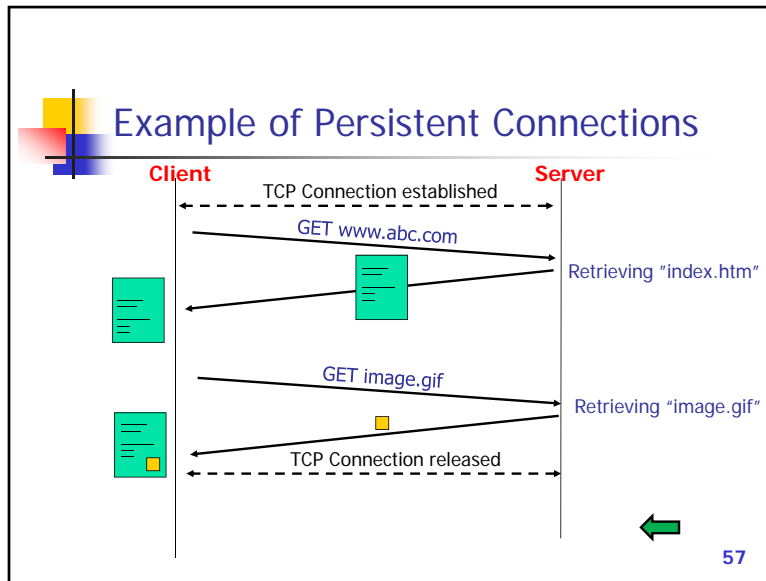 Example of Persistent Connections
Client
Server
TCP Connection established
GET www.abc.com
Retrieving "index.htm"
GET image.gif
Retrieving "image.gif"
TCP Connection released
57